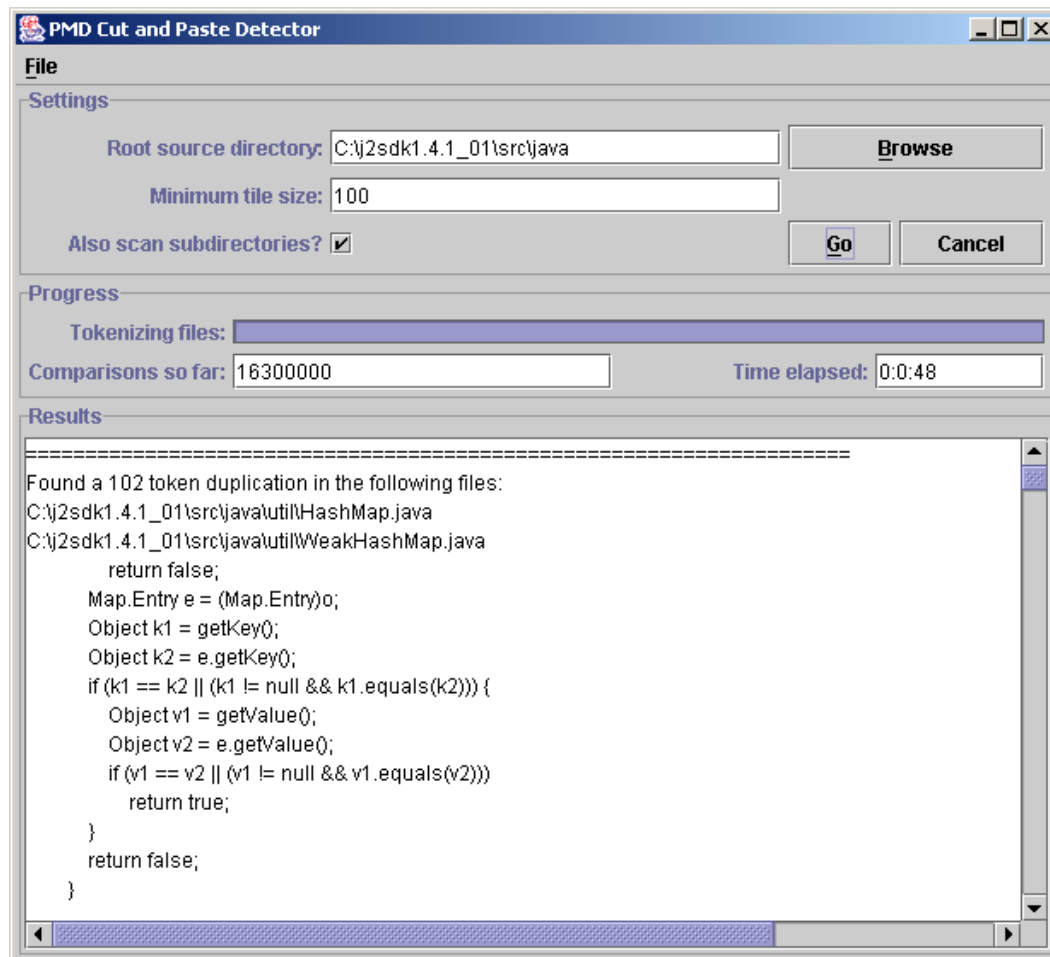 PMD Cut and Paste Detector
File
Settings
Root source directory: C:\j2sdk1.4.1_01\src\java Browse
Minimum tile size: 100
Also scan subdirectories? Go Cancel
Progress
Tokenizing files:
Comparisons so far: 16300000 Time elapsed: 0:0:48
Results
=====================================================================
Found a 102 token duplication in the following files:
C:\j2sdk1.4.1_01\src\java\util\HashMap.java
C:\j2sdk1.4.1_01\src\java\util\WeakHashMap.java
return false;
Map.Entry e = (Map.Entry)o;
Object k1 = getKey();
Object k2 = e.getKey();
if (k1 == k2 || (k1 != null && k1.equals(k2))) {
Object v1 = getValue();
Object v2 = e.getValue();
if (v1 == v2 || (v1 != null && v1.equals(v2)))
return true;
}
return false;
}